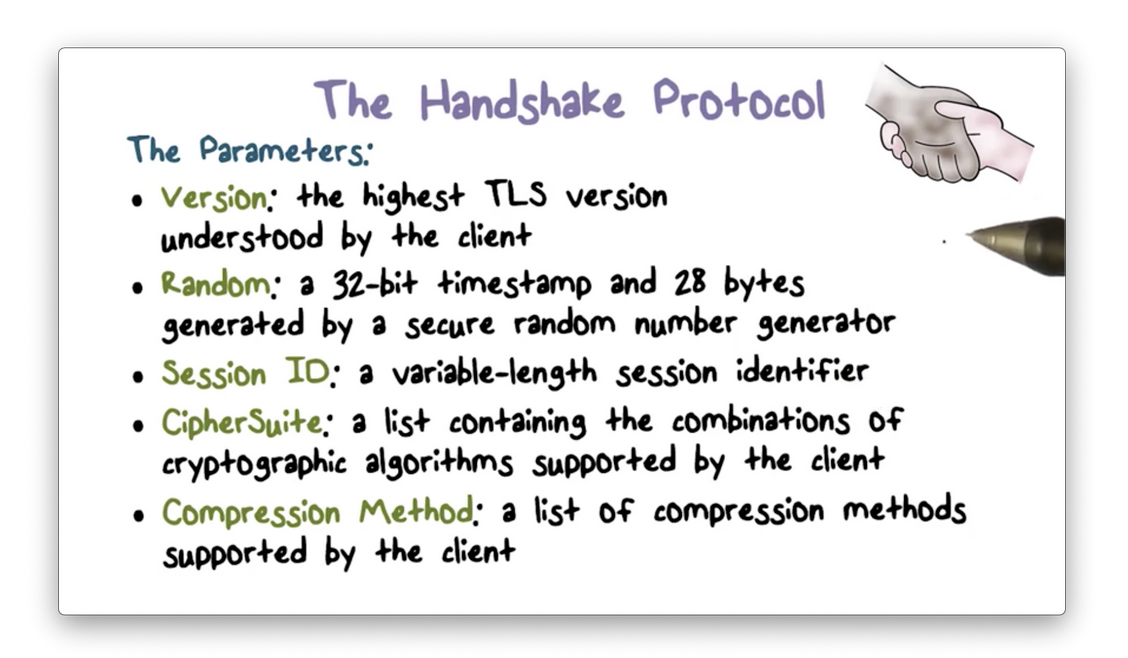 The Handshake Protocol
The Parameters:
• Version: the highest TLS version
understood by the client
• Random: a 32-bit timestamp and 28 bytes
generated by a secure random number generator
• Session ID: a variable-length session identifier
• CipherSuite: a list containing the combinations of
cryptographic algorithms supported by the client
• Compression Method: a list of compression methods
supported by the client